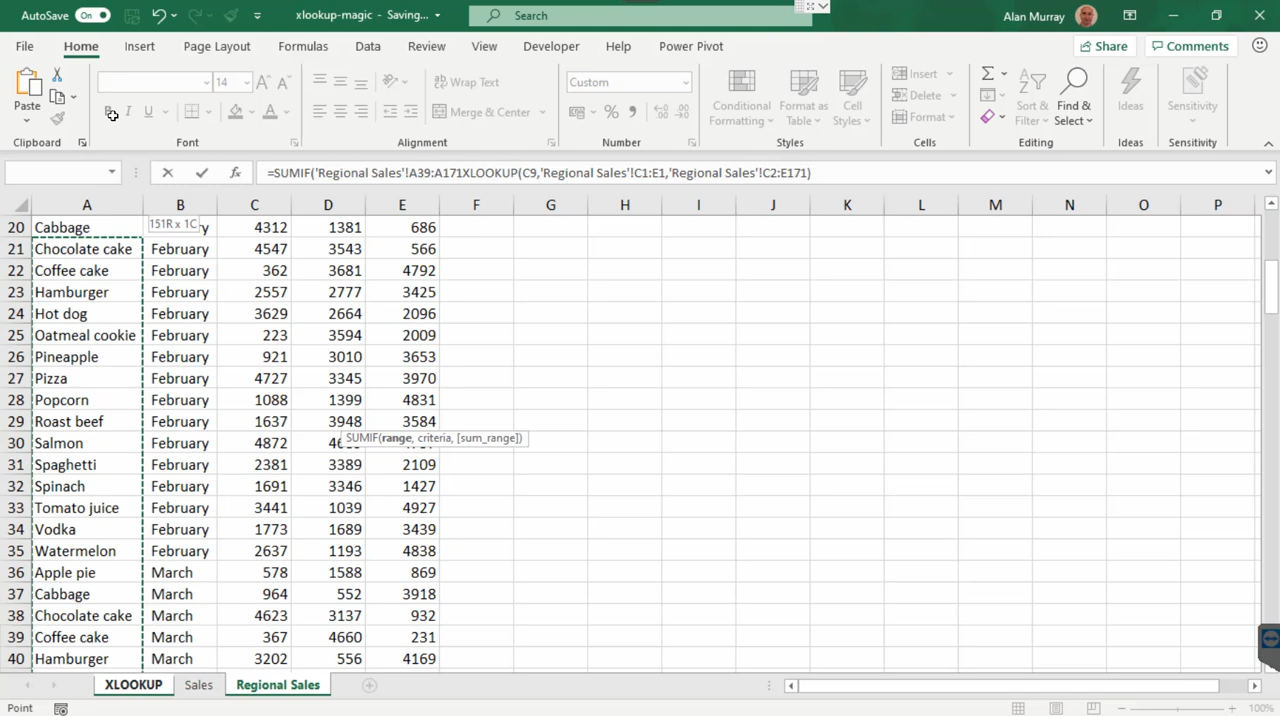 AutoSave On xlookup-magic - Saving... Search Alan Murray
File Home Insert Page Layout Formulas Data Review View Developer Help Power Pivot Share Comments
Paste 14 Wrap Text Custom Conditional Formatting Format as Table Cell Styles Insert Sort & Filter Find & Select Ideas Sensitivity
B I U Merge & Center Delete
Format
Clipboard Font Alignment Number Styles Cells Editing Ideas Sensitivity
fx =SUMIF('Regional Sales'!A39:A171XLOOKUP(C9,'Regional Sales'!C1:E1,'Regional Sales'!C2:E171)
A B C D E F G H I J K L M N O P
20 Cabbage 151R x 1C y 4312 1381 686
21 Chocolate cake February 4547 3543 566
22 Coffee cake February 362 3681 4792
23 Hamburger February 2557 2777 3425
24 Hot dog February 3629 2664 2096
25 Oatmeal cookie February 223 3594 2009
26 Pineapple February 921 3010 3653
27 Pizza February 4727 3345 3970
28 Popcorn February 1088 1399 4831
29 Roast beef February 1637 3948 3584
SUMIF(range, criteria, [sum_range])
30 Salmon February 4872
31 Spaghetti February 2381 3389 2109
32 Spinach February 1691 3346 1427
33 Tomato juice February 3441 1039 4927
34 Vodka February 1773 1689 3439
35 Watermelon February 2637 1193 4838
36 Apple pie March 578 1588 869
37 Cabbage March 964 552 3918
38 Chocolate cake March 4623 3137 932
39 Coffee cake March 367 4660 231
40 Hamburger March 3202 556 4169
XLOOKUP Sales Regional Sales
Point 100%